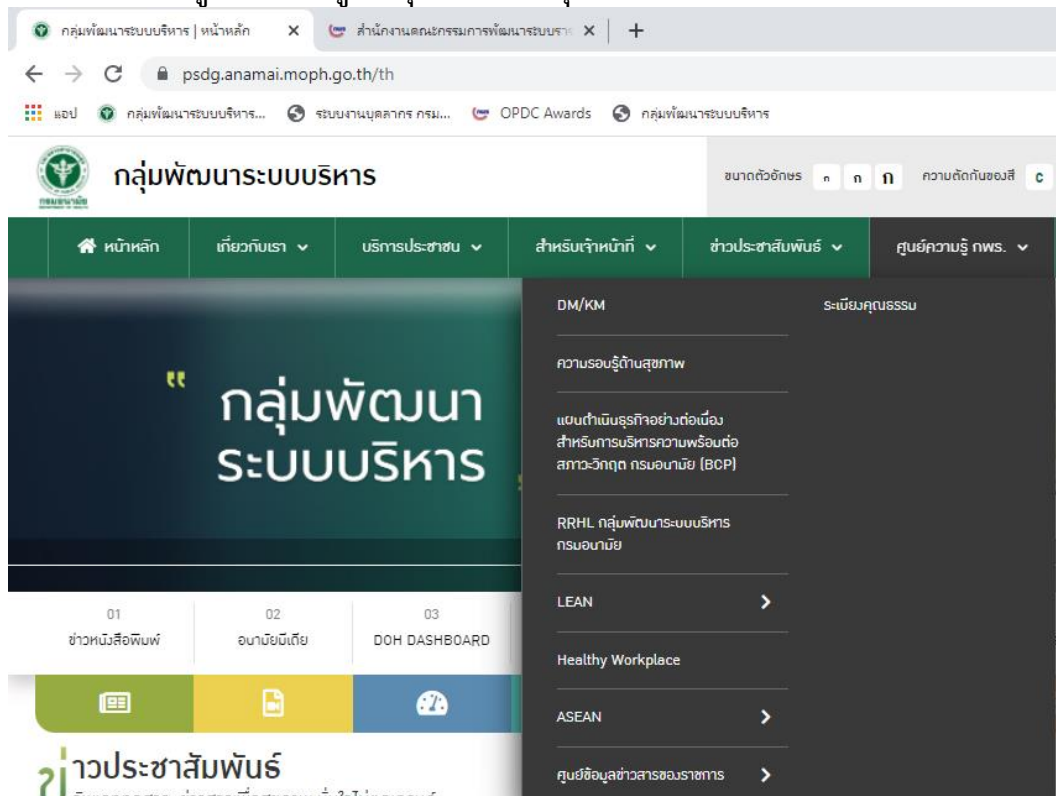 กลุ่มพัฒนาระบบบริหาร | หน้าหลัก
สำนักงานคณะกรรมการพัฒนาระบบรา
psdg.anamai.moph.go.th/th
แอป
กลุ่มพัฒนาระบบบริหาร...
ระบบงานบุคลากร กรม...
OPDC Awards
กลุ่มพัฒนาระบบบริหาร
กรมอนามัย
กลุ่มพัฒนาระบบบริหาร
ขนาดตัวอักษร ก ก ก ความตัดกันของสี C
หน้าหลัก
เกี่ยวกับเรา
บริการประชาชน
สำหรับเจ้าหน้าที่
ข่าวประชาสัมพันธ์
ศูนย์ความรู้ กพร.
" กลุ่มพัฒนา
ระบบบริหาร
DM/KM
ระเบียงคุณธรรม
ความรอบรู้ด้านสุขภาพ
แผนดำเนินธุรกิจอย่างต่อเนื่อง
สำหรับการบริหารความพร้อมต่อ
สภาวะวิกฤต กรมอนามัย (BCP)
RRHL กลุ่มพัฒนาระบบบริหาร
กรมอนามัย
LEAN
Healthy Workplace
ASEAN
ศูนย์ข้อมูลข่าวสารของราชการ
01
ข่าวหนังสือพิมพ์
02
อนามัยมีเดีย
03
DOH DASHBOARD
ข่าวประชาสัมพันธ์